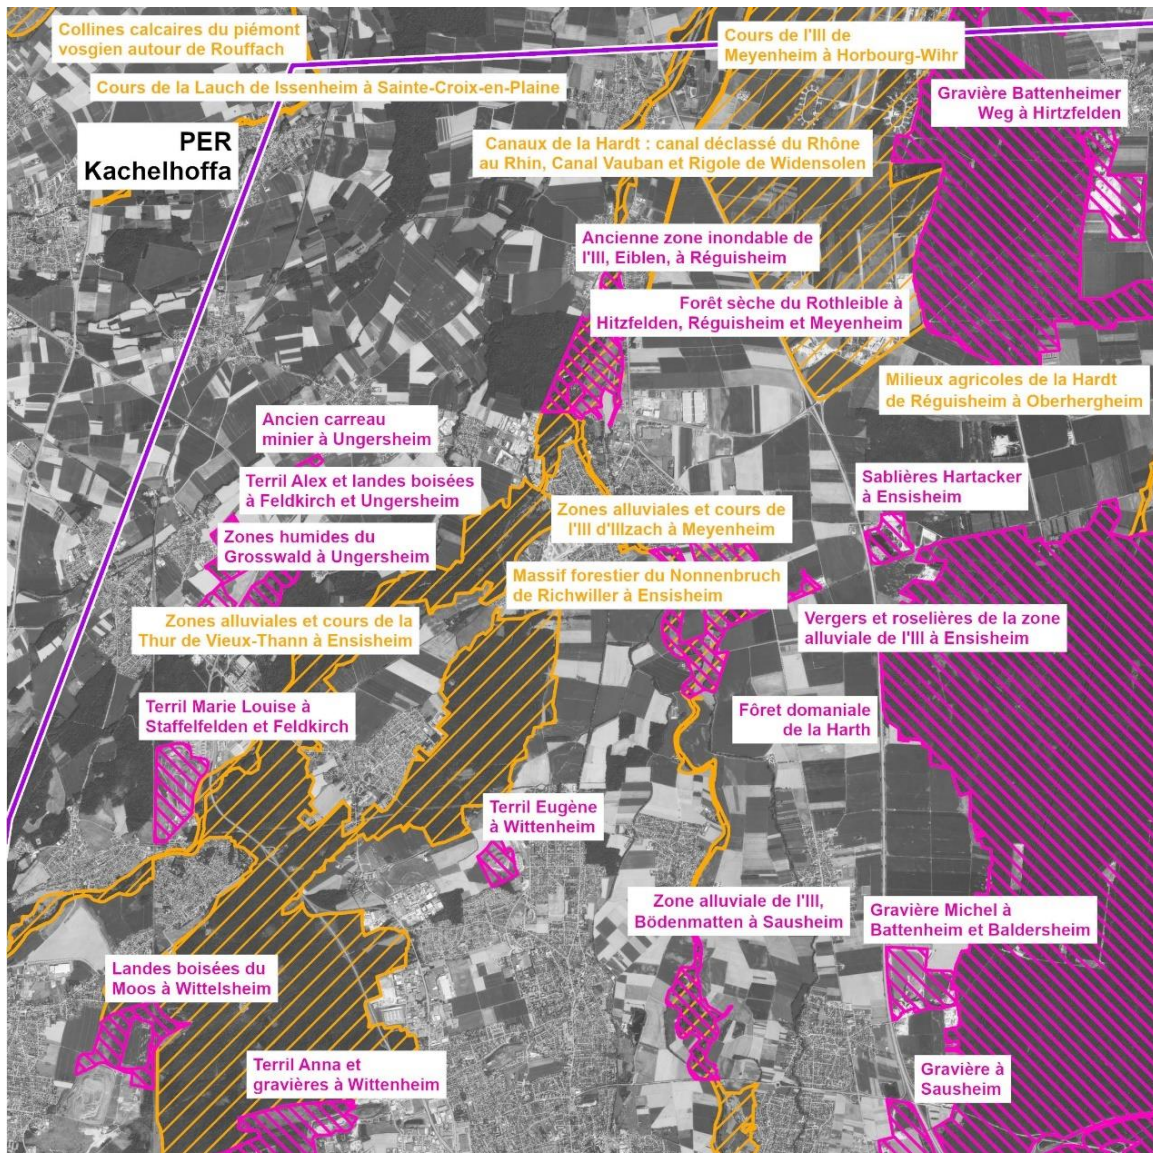 Collines calcaires du piémont
vosgien autour de Rouffach
Cours de l'Ill de
Meyenheim à Horbourg-Wihr
Cours de la Lauch de Issenheim à Sainte-Croix-en-Plaine
Gravière Battenheimer
Weg à Hirtzfelden
PER
Kachelhoffa
Canaux de la Hardt : canal déclassé du Rhône
au Rhin, Canal Vauban et Rigole de Widensolen
Ancienne zone inondable de
l'Ill, Eiblen, à Réguisheim
Forêt sèche du Rothleible à
Hitzfelden, Réguisheim et Meyenheim
Milieux agricoles de la Hardt
de Réguisheim à Oberhergheim
Ancien carreau
minier à Ungersheim
Terril Alex et landes boisées
à Feldkirch et Ungersheim
Sablières Hartacker
à Ensisheim
Zones alluviales et cours de
l'Ill d'Illzach à Meyenheim
Zones humides du
Grosswald à Ungersheim
Massif forestier du Nonnenbruch
de Richwiller à Ensisheim
Zones alluviales et cours de la
Thur de Vieux-Thann à Ensisheim
Vergers et roselières de la zone
alluviale de l'Ill à Ensisheim
Terril Marie Louise à
Staffelfelden et Feldkirch
Fôret domaniale
de la Harth
Terril Eugène
à Wittenheim
Zone alluviale de l'Ill,
Bödenmatten à Sausheim
Gravière Michel à
Battenheim et Baldersheim
Landes boisées du
Moos à Wittelsheim
Terril Anna et
gravières à Wittenheim
Gravière à
Sausheim